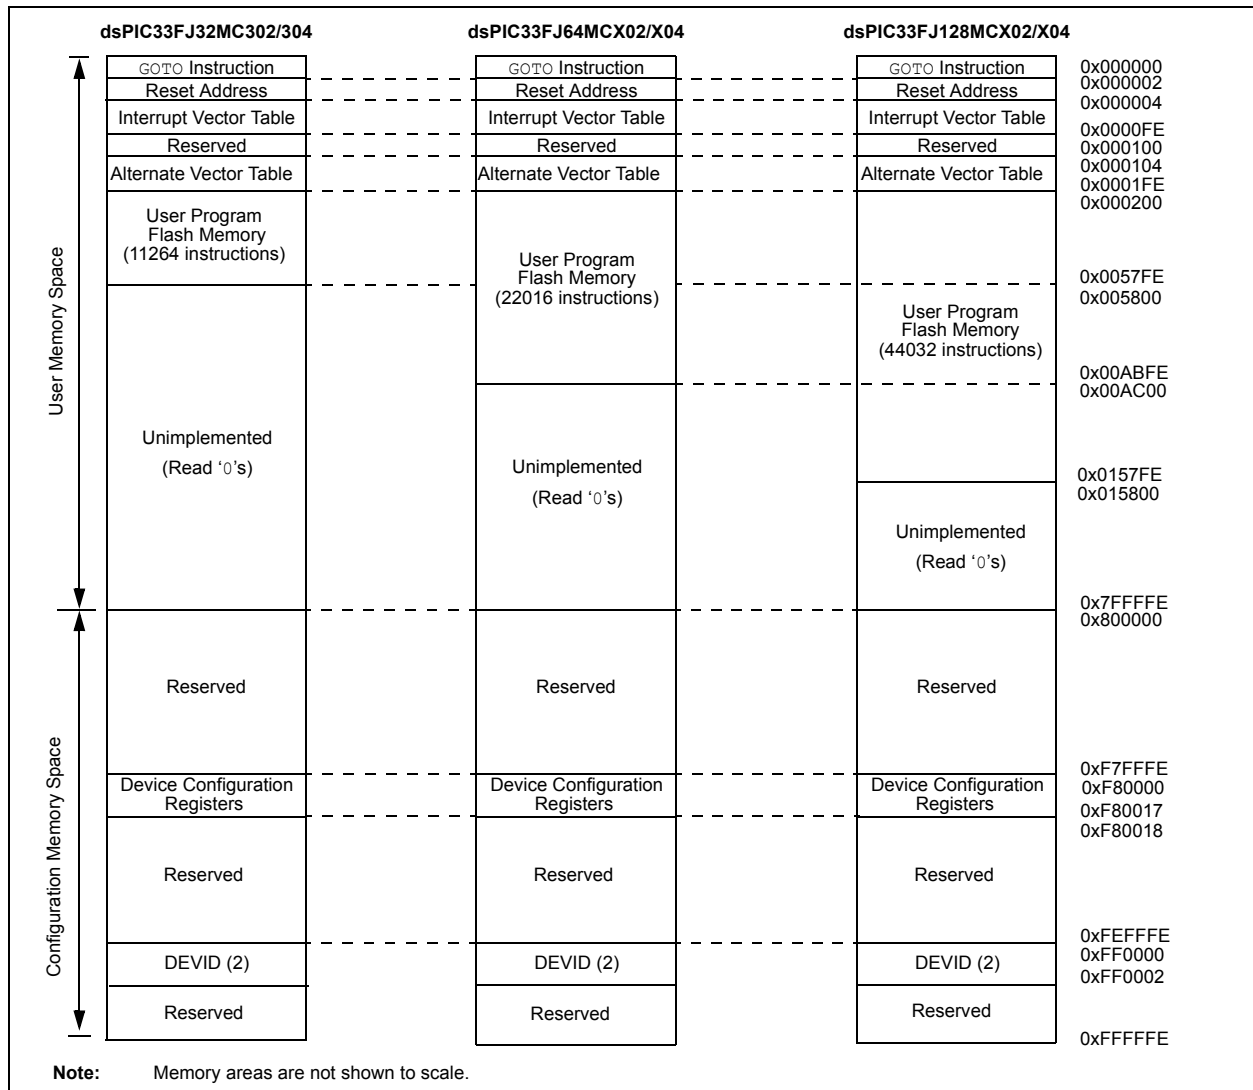 dsPIC33FJ32MC302/304 dsPIC33FJ64MCX02/X04 dsPIC33FJ128MCX02/X04
GOTO Instruction GOTO Instruction GOTO Instruction 0x000000
Reset Address Reset Address Reset Address 0x000002
0x000004
Interrupt Vector Table Interrupt Vector Table Interrupt Vector Table
0x0000FE
Reserved Reserved Reserved 0x000100
0x000104
Alternate Vector Table Alternate Vector Table Alternate Vector Table
0x0001FE
0x000200
User Program
Flash Memory
(11264 instructions)
User Program
Flash Memory
(22016 instructions)
0x0057FE
0x005800
User Program
Flash Memory
(44032 instructions)
0x00ABFE
0x00AC00
User Memory Space
Unimplemented
(Read ‘0’s)
Unimplemented
(Read ‘0’s)
0x0157FE
0x015800
Unimplemented
(Read ‘0’s)
0x7FFFFE
0x800000
Reserved Reserved Reserved
Configuration Memory Space
0xF7FFFE
Device Configuration Device Configuration Device Configuration 0xF80000
Registers Registers Registers
0xF80017
0xF80018
Reserved Reserved Reserved
0xFEFFFE
0xFF0000
DEVID (2) DEVID (2) DEVID (2)
0xFF0002
Reserved Reserved Reserved
0xFFFFFE
Note: Memory areas are not shown to scale.